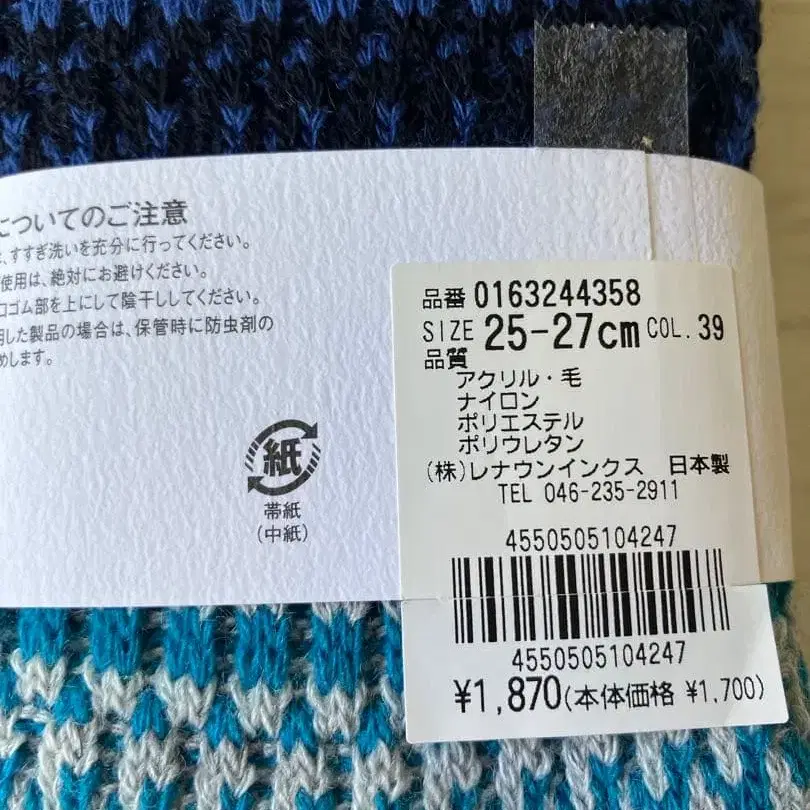 についてのご注意
、すすぎ洗いを充分に行ってください。
使用は、絶対にお避けください。
口ゴム部を上にして陰干ししてください。
用した製品の場合は、保管時に防虫剤の
めします。
紙
帯紙
(中紙)
品番 0163244358
SIZE 25-27cm COL. 39
品質
アクリル・毛
ナイロン
ポリエステル
ポリウレタン
(株)レナウンインクス 日本製
TEL 046-235-2911
4550505104247
4550505104247
¥1,870(本体価格 ¥1,700)